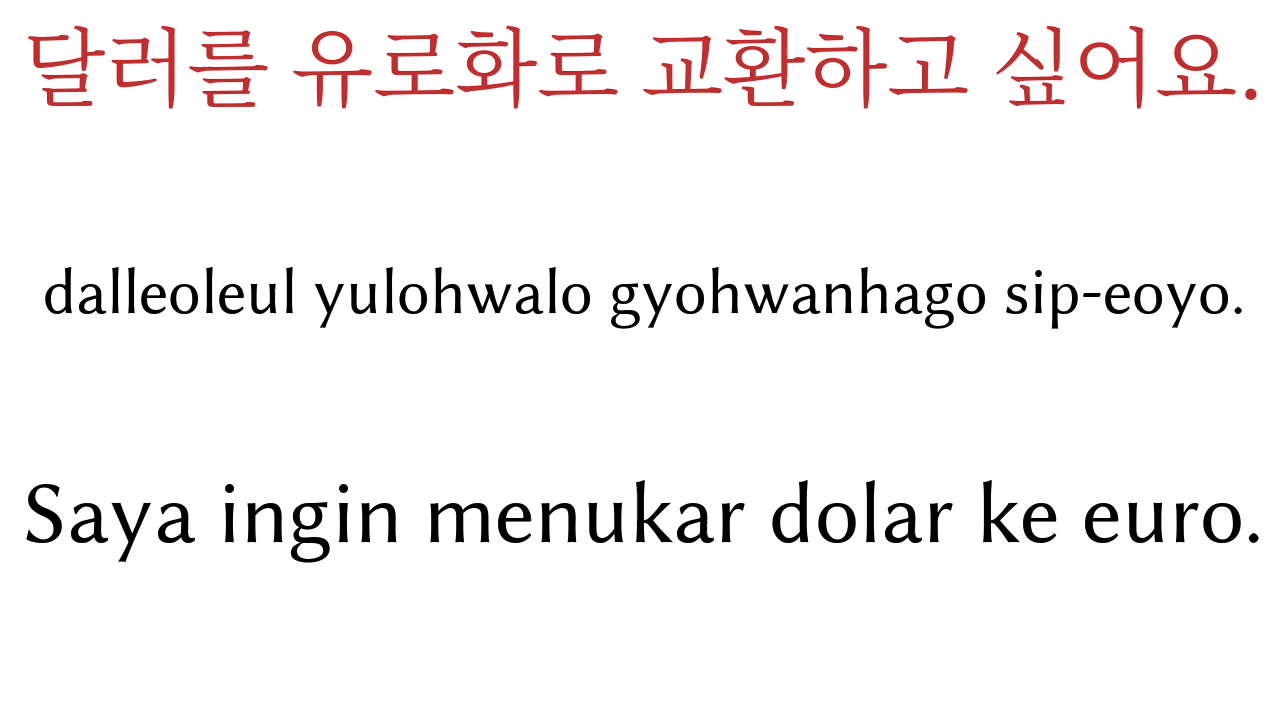 달러를 유로화로 교환하고 싶어요.
dalleoleul yulohwalo gyohwanhago sip-eoyo.
Saya ingin menukar dolar ke euro.